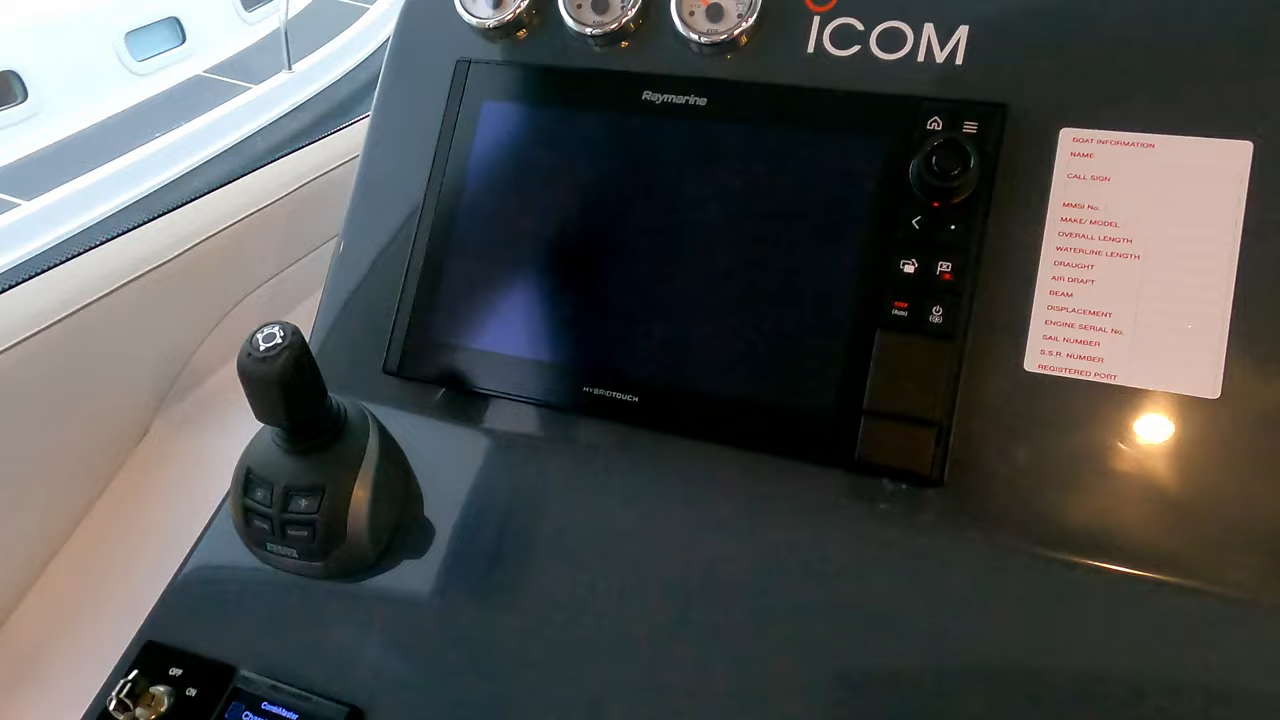 ICOM
Raymarine
BOAT INFORMATION
NAME
CALL SIGN
MMSI No.
MAKE/ MODEL
OVERALL LENGTH
WATERLINE LENGTH
DRAUGHT
AIR DRAFT
BEAM
DISPLACEMENT
ENGINE SERIAL No.
SAIL NUMBER
S.S.R. NUMBER
REGISTERED PORT
(Auto)
HYBRIDTOUCH
OFF
ON
CombiMaster